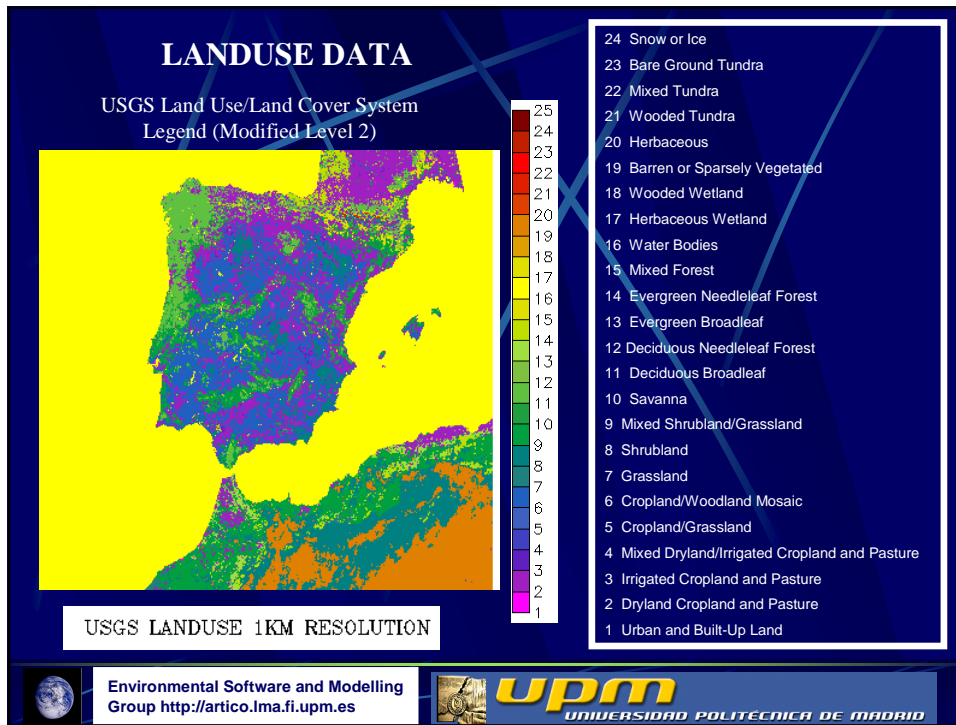 LANDUSE DATA
USGS Land Use/Land Cover System
Legend (Modified Level 2)
25
24
23
22
21
20
19
18
17
16
15
14
13
12
11
10
9
8
7
6
5
4
3
2
1
USGS LANDUSE 1KM RESOLUTION
24 Snow or Ice
23 Bare Ground Tundra
22 Mixed Tundra
21 Wooded Tundra
20 Herbaceous
19 Barren or Sparsely Vegetated
18 Wooded Wetland
17 Herbaceous Wetland
16 Water Bodies
15 Mixed Forest
14 Evergreen Needleleaf Forest
13 Evergreen Broadleaf
12 Deciduous Needleleaf Forest
11 Deciduous Broadleaf
10 Savanna
9 Mixed Shrubland/Grassland
8 Shrubland
7 Grassland
6 Cropland/Woodland Mosaic
5 Cropland/Grassland
4 Mixed Dryland/Irrigated Cropland and Pasture
3 Irrigated Cropland and Pasture
2 Dryland Cropland and Pasture
1 Urban and Built-Up Land
Environmental Software and Modelling
Group http://artico.lma.fi.upm.es
upm
UNIVERSIDAD POLITÉCNICA DE MADRID